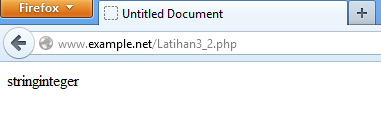 Firefox
Untitled Document
www.example.net/Latihan3_2.php
stringinteger